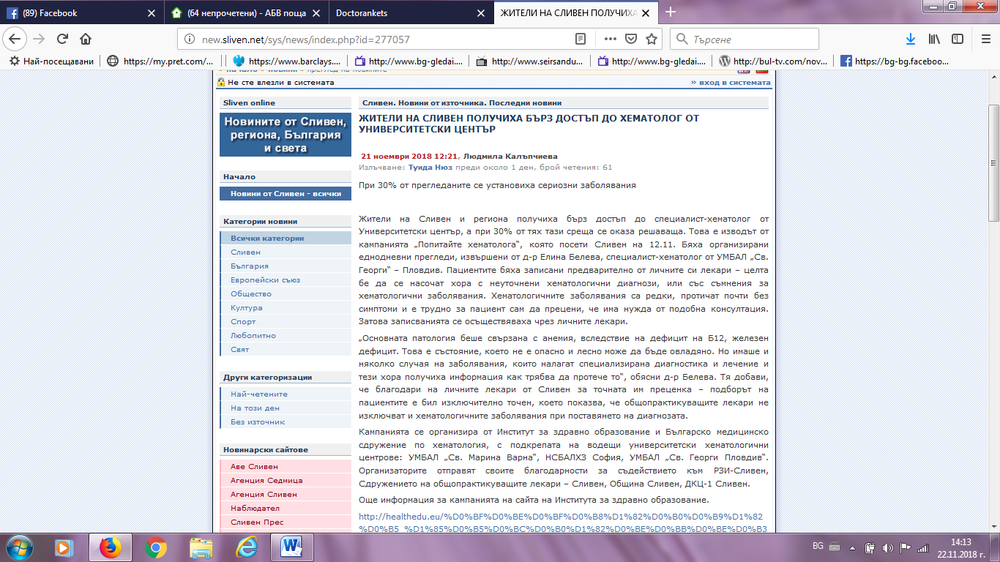 (89) Facebook
(64 непрочетени) - АБВ поща
Doctorankets
ЖИТЕЛИ НА СЛИВЕН ПОЛУЧИХА
new.sliven.net/sys/news/index.php?id=277057
Търсене
Най-посещавани
https://my.pret.com/...
https://www.barclays....
http://www.bg-gledai....
http://www.seirsandu...
http://www.bg-gledai....
http://bul-tv.com/nov...
https://bg-bg.faceboo...
Не сте влезли в системата
» вход в системата
Sliven online
Новините от Сливен,
региона, България
и света
Начало
Новини от Сливен - всички
Категории новини
Всички категории
Сливен
България
Европейски съюз
Общество
Култура
Спорт
Любопитно
Свят
Други категоризации
Най-четените
На този ден
Без източник
Новинарски сайтове
Аве Сливен
Агенция Седмица
Агенция Сливен
Наблюдател
Сливен Прес
Сливен. Новини от източника. Последни новини
ЖИТЕЛИ НА СЛИВЕН ПОЛУЧИХА БЪРЗ ДОСТЪП ДО ХЕМАТОЛОГ ОТ
УНИВЕРСИТЕТСКИ ЦЕНТЪР
21 ноември 2018 12:21, Людмила Калъпчиева
Излъчване: Туида Нюз преди около 1 ден, брой четения: 61
При 30% от прегледаните се установиха сериозни заболявания
Жители на Сливен и региона получиха бърз достъп до специалист-хематолог от
Университетски център, а при 30% от тях тази среща се оказа решаваща. Това е изводът от
кампанията „Попитайте хематолога“, която посети Сливен на 12.11. Бяха организирани
еднодневни прегледи, извършени от д-р Елина Белева, специалист-хематолог от УМБАЛ „Св.
Георги“ – Пловдив. Пациентите бяха записани предварително от личните си лекари – целта
бе да се насочат хора с неуточнени хематологични диагнози, или със съмнения за
хематологични заболявания. Хематологичните заболявания са редки, протичат почти без
симптоми и е трудно за пациент сам да прецени, че има нужда от подобна консултация.
Затова записванията се осъществяваха чрез личните лекари.
„Основната патология беше свързана с анемия, вследствие на дефицит на Б12, железен
дефицит. Това е състояние, което не е опасно и лесно може да бъде овладяно. Но имаше и
няколко случая на заболявания, които налагат специализирана диагностика и лечение и
тези хора получиха информация как трябва да протече то“, обясни д-р Белева. Тя добави,
че благодари на личните лекари от Сливен за точната им преценка – подборът на
пациентите е бил изключително точен, което показва, че общопрактикуващите лекари не
изключват и хематологичните заболявания при поставянето на диагнозата.
Кампанията се организира от Институт за здравно образование и Българско медицинско
сдружение по хематология, с подкрепата на водещи университетски хематологични
центрове: УМБАЛ „Св. Марина Варна“, НСБАЛХЗ София, УМБАЛ „Св. Георги Пловдив“.
Организаторите отправят своите благодарности за съдействието към РЗИ-Сливен,
Сдружението на общопрактикуващите лекари – Сливен, Община Сливен, ДКЦ-1 Сливен.
Още информация за кампанията на сайта на Института за здравно образование.
http://healthedu.eu/%D0%BF%D0%BE%D0%BF%D0%B8%D1%82%D0%B0%D0%B9%D1%82
%D0%B5_%D1%85%D0%B5%D0%BC%D0%B0%D1%82%D0%BE%D0%BB%D0%BE%D0%B3
BG
14:13
22.11.2018 г.